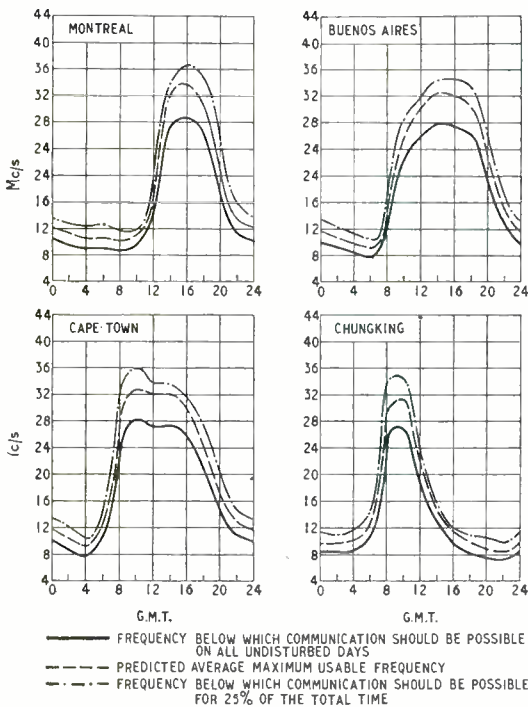 MONTREAL
BUENOS AIRES
44
40
36
32
28
24
20
16
12
8
4
0 4 8 12 16 20 24
Mc/s
44
40
36
32
28
24
20
16
12
8
4
0 4 8 12 16 20 24
CAPE TOWN
CHUNGKING
44
40
36
32
28
24
20
16
12
8
4
0 4 8 12 16 20 24
Ic/s
44
40
36
32
28
24
20
16
12
8
4
0 4 8 12 16 20 24
G.M.T.
G.M.T.
FREQUENCY BELOW WHICH COMMUNICATION SHOULD BE POSSIBLE
ON ALL UNDISTURBED DAYS
PREDICTED AVERAGE MAXIMUM USABLE FREQUENCY
FREQUENCY BELOW WHICH COMMUNICATION SHOULD BE POSSIBLE
FOR 25% OF THE TOTAL TIME